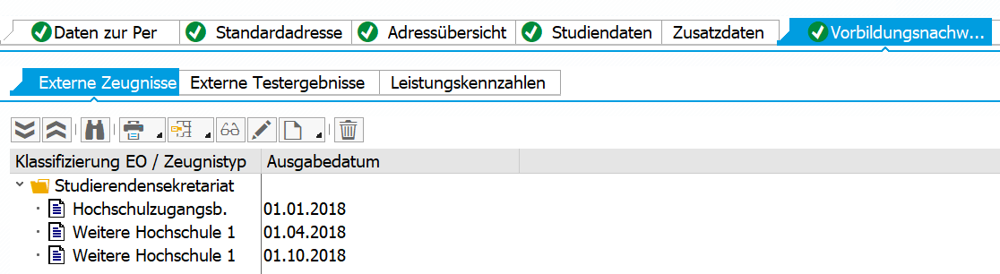 Daten zur Per Standardadresse Adressübersicht Studiendaten Zusatzdaten Vorbildungsnachw...
Externe Zeugnisse Externe Testergebnisse Leistungskennzahlen
Klassifizierung EO / Zeugnistyp Ausgabedatum
Studierendensekretariat
Hochschulzugangsb. 01.01.2018
Weitere Hochschule 1 01.04.2018
Weitere Hochschule 1 01.10.2018